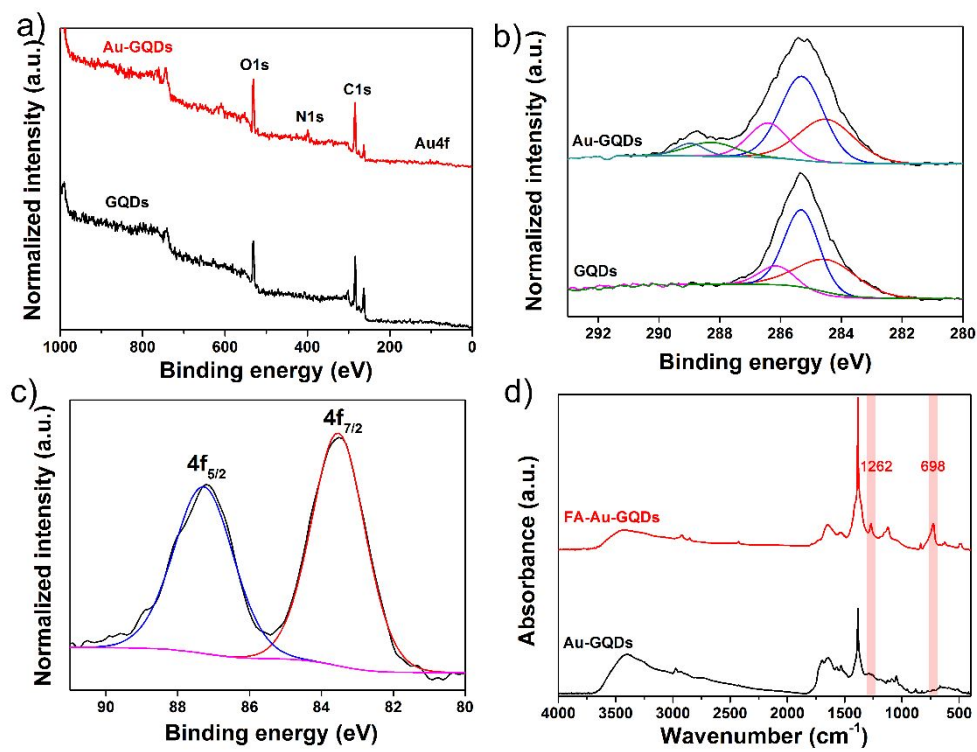 a)
Au-GQDs
O1s
N1s
C1s
Au4f
GQDs
Normalized intensity (a.u.)
1000 800 600 400 200 0
Binding energy (eV)
b)
Au-GQDs
GQDs
Normalized intensity (a.u.)
292 290 288 286 284 282 280
Binding energy (eV)
c)
4f5/2
4f7/2
Normalized intensity (a.u.)
90 88 86 84 82 80
Binding energy (eV)
d)
1262 698
FA-Au-GQDs
Au-GQDs
Absorbance (a.u.)
4000 3500 3000 2500 2000 1500 1000 500
Wavenumber (cm-1)